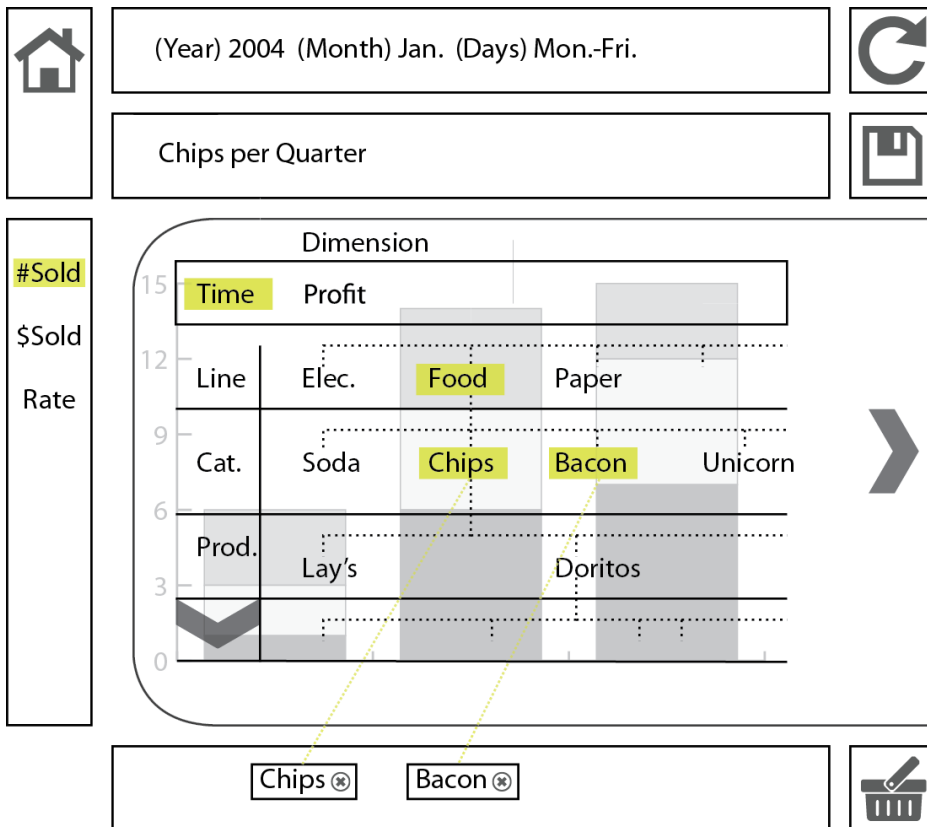 (Year) 2004 (Month) Jan. (Days) Mon.-Fri.
Chips per Quarter
#Sold
$Sold
Rate
Dimension
15 Time Profit
12 Line Elec. Food Paper
9
Cat. Soda Chips Bacon Unicorn
6
Prod. Lay's Doritos
3
0
Chips Bacon